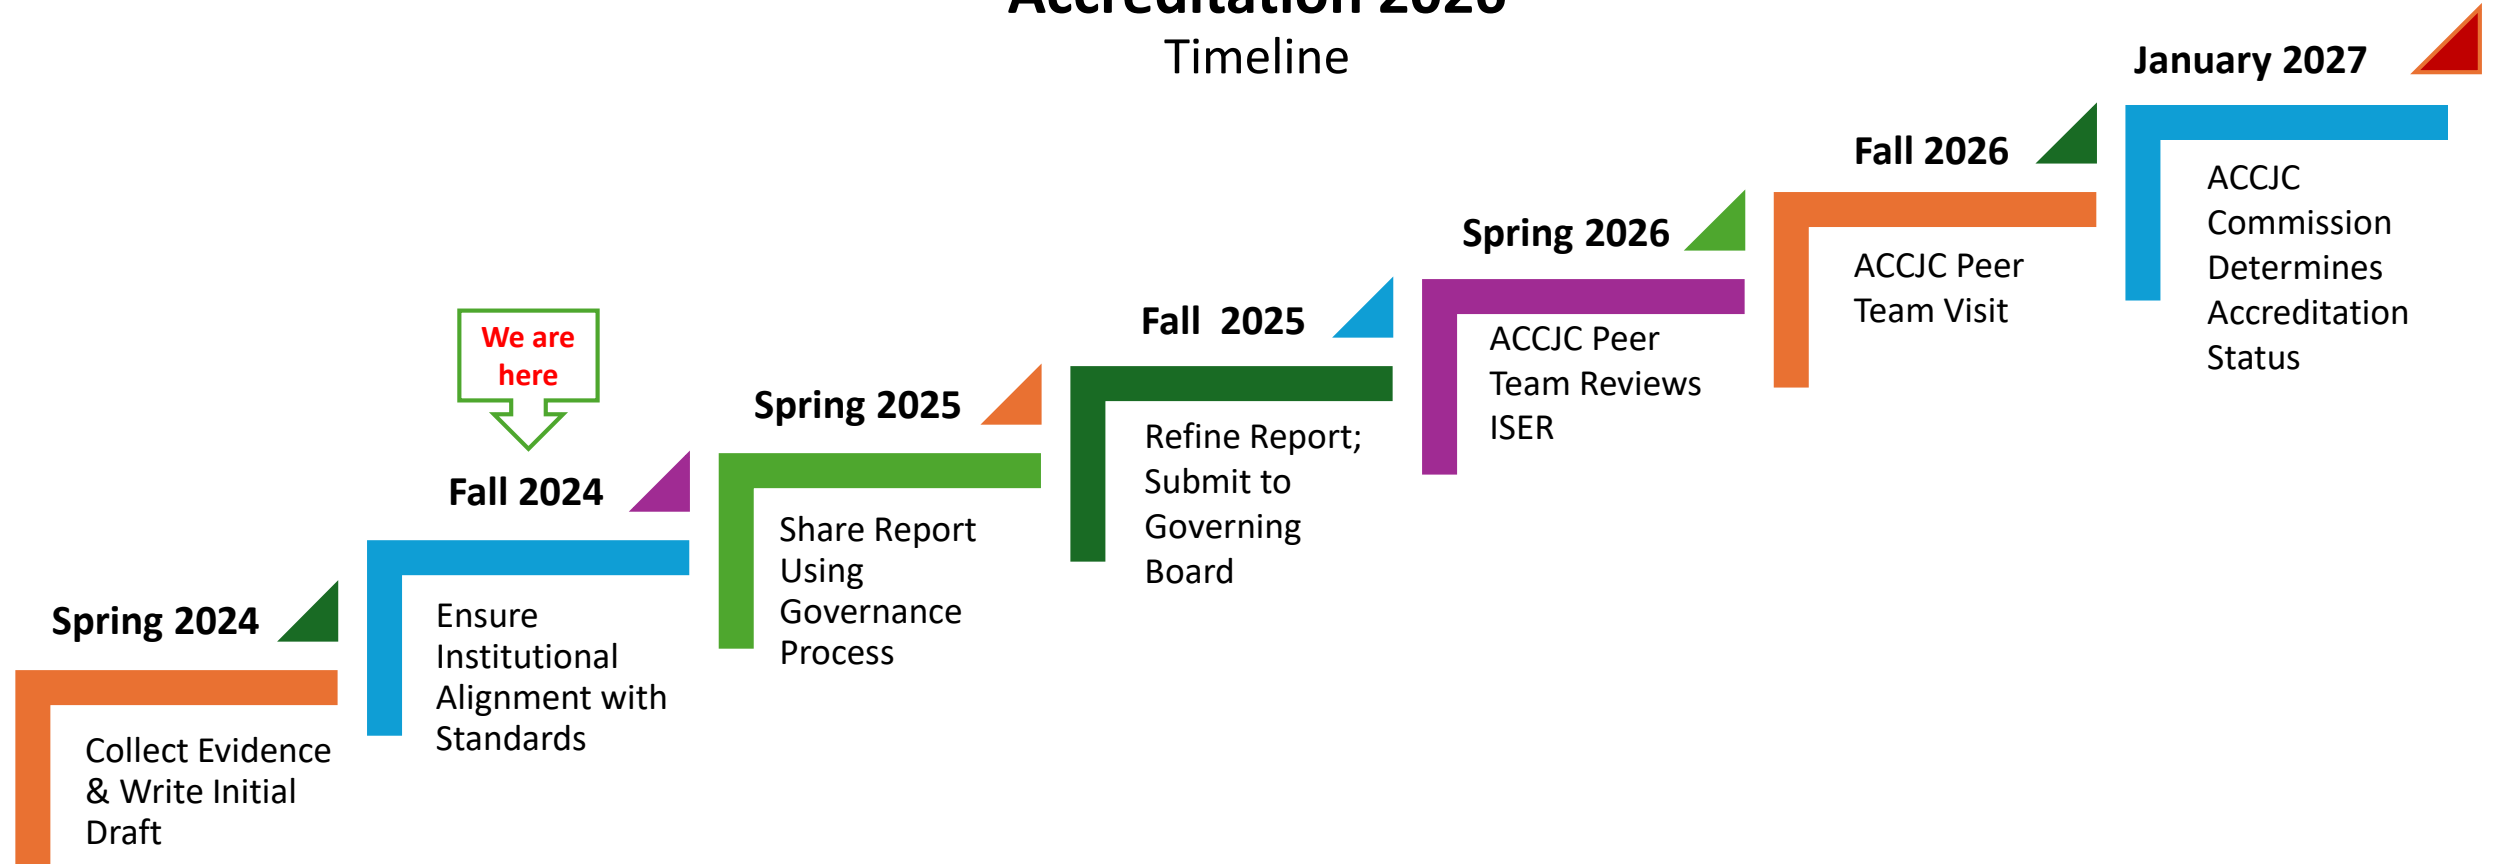 Accreditation 2026
Timeline
January 2027
ACCJC
Commission
Determines
Accreditation
Status
Fall 2026
ACCJC Peer
Team Visit
Spring 2026
ACCJC Peer
Team Reviews
ISER
Fall  2025
Refine Report;
Submit to
Governing
Board
Spring 2025
Share Report
Using
Governance
Process
We are
here
Fall 2024
Ensure
Institutional
Alignment with
Standards
Spring 2024
Collect Evidence
& Write Initial
Draft